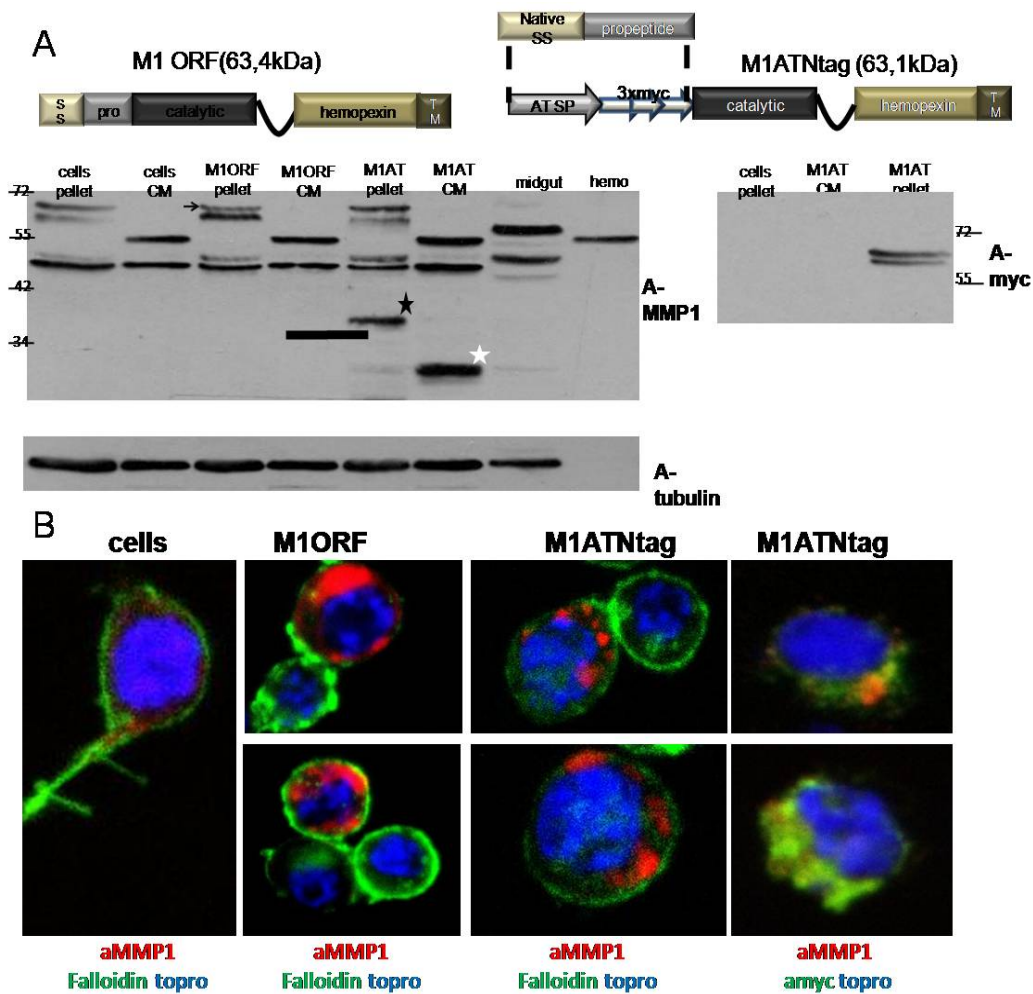 A
Native
SS propeptide
M1 ORF(63,4kDa)
M1ATNtag (63,1kDa)
S
S
pro
catalytic
hemopexin
T
M
AT SP
3xmyc
catalytic
hemopexin
T
M
cells
pellet
cells
CM
M1ORF
pellet
M1ORF
CM
M1AT
pellet
M1AT
CM
midgut
hemo
72
55
42
34
A-
MMP1
cells
pellet
M1AT
CM
M1AT
pellet
72
55
A-
myc
A-
tubulin
B
cells
M1ORF
M1ATNtag
M1ATNtag
aMMP1
Falloidin topro
aMMP1
Falloidin topro
aMMP1
Falloidin topro
aMMP1
amyc topro